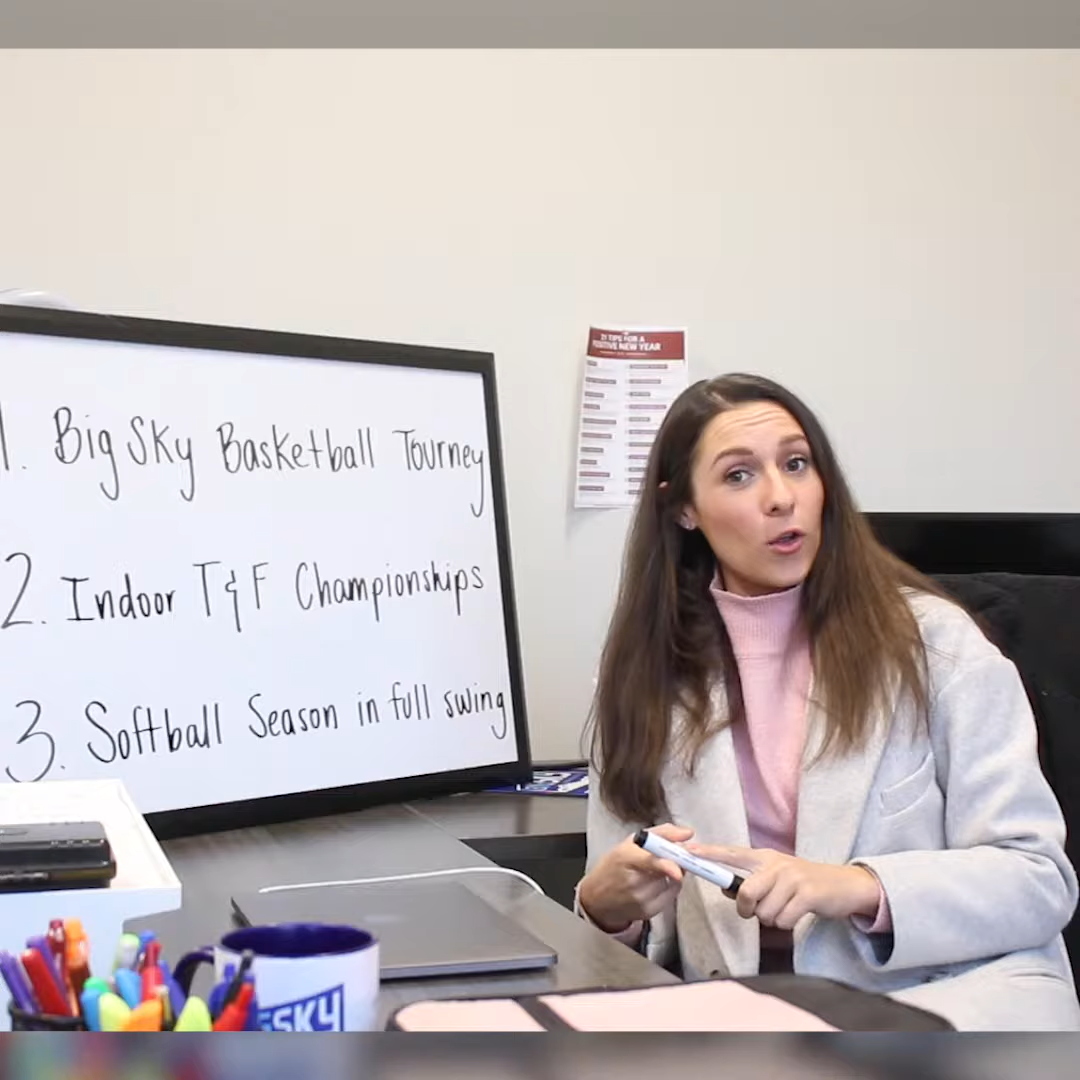 1. Big Sky Basketball Tourney
2. Indoor T&F Championships
3. Softball Season in full swing
21 TIPS FOR A
POSITIVE NEW YEAR
SKY